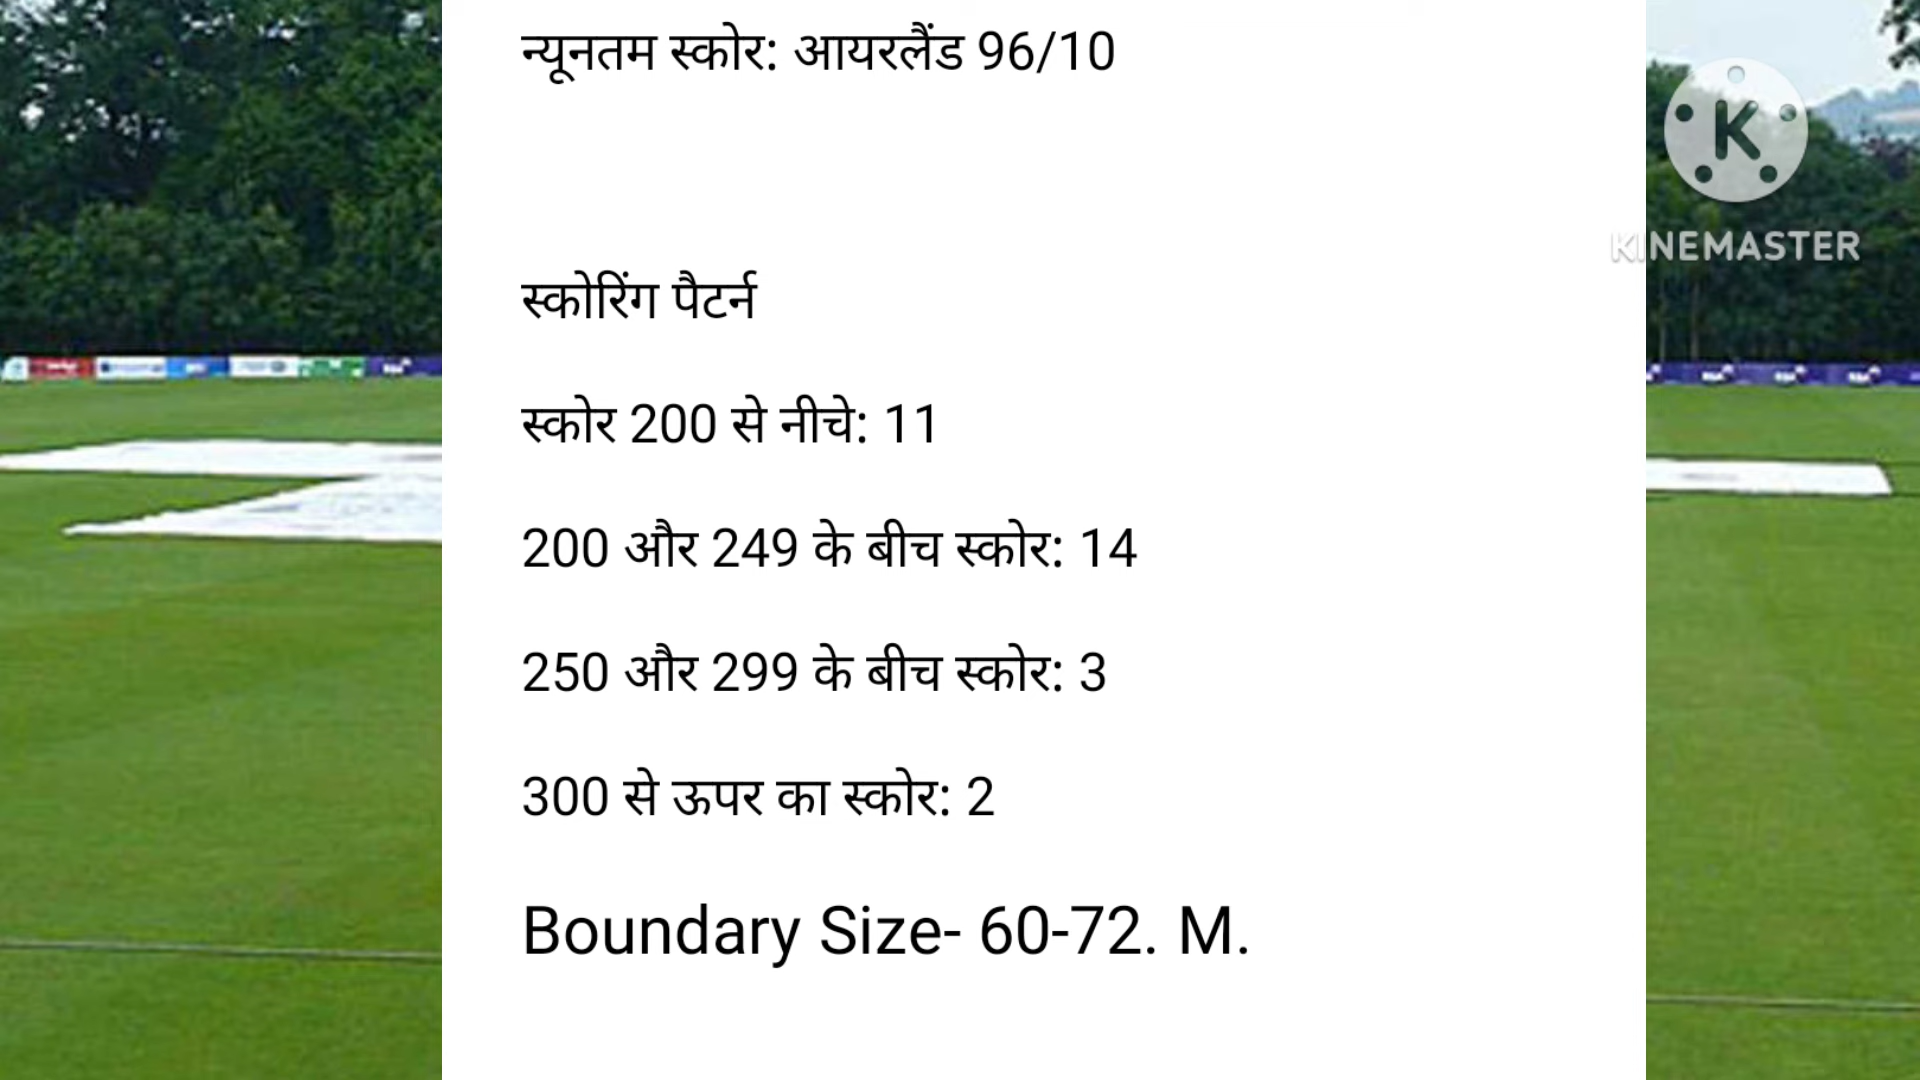 न्यूनतम स्कोर: आयरलैंड 96/10
K
KINEMASTER
स्कोरिंग पैटर्न
स्कोर 200 से नीचे: 11
200 और 249 के बीच स्कोर: 14
250 और 299 के बीच स्कोर: 3
300 से ऊपर का स्कोर: 2
Boundary Size- 60-72. M.